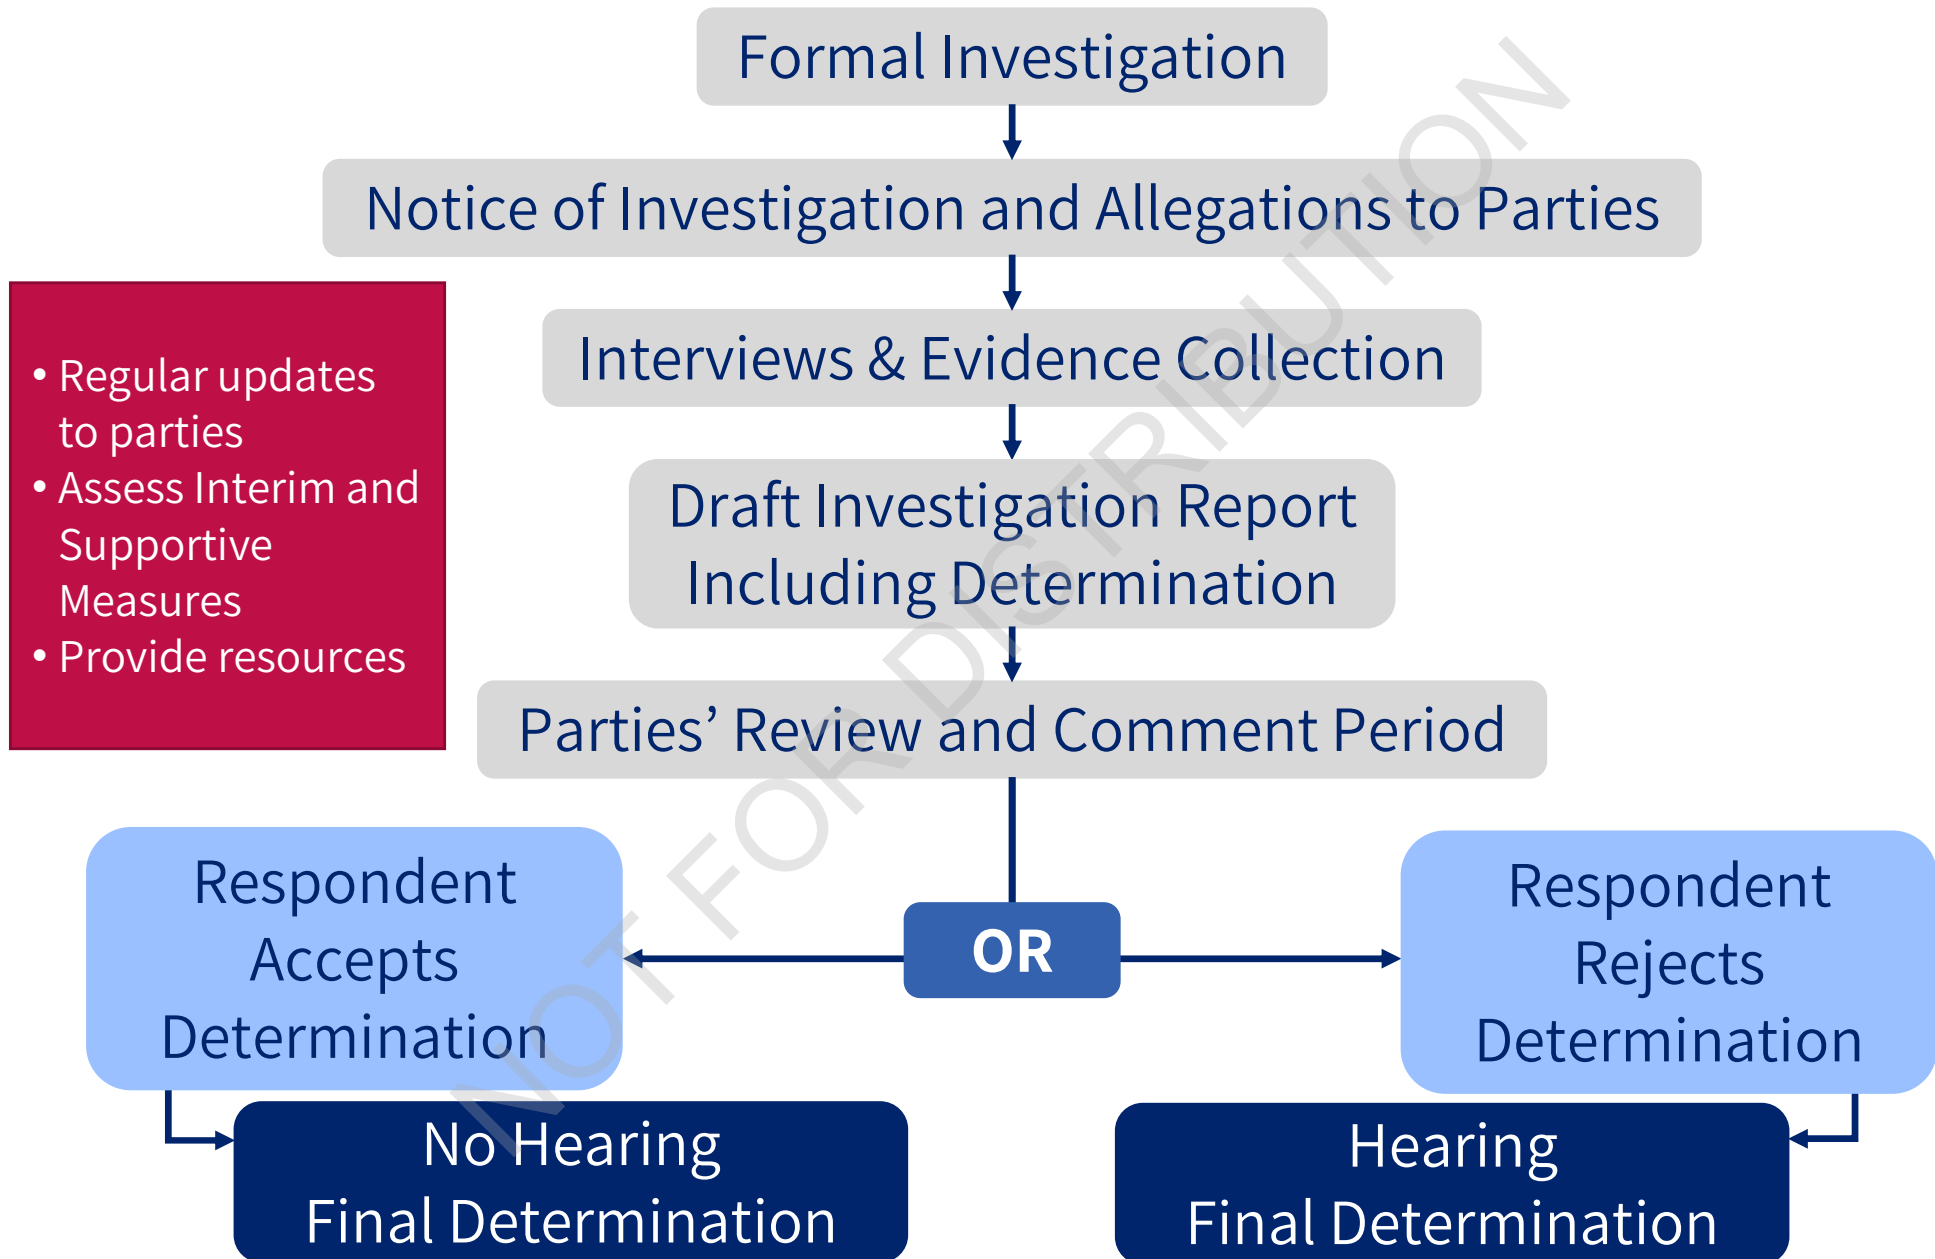 Formal Investigation
Notice of Investigation and Allegations to Parties
Interviews & Evidence Collection
• Regular updates
to parties
• Assess Interim and
Supportive
Measures
• Provide resources
Draft Investigation Report
Including Determination
Parties’ Review and Comment Period
OR
Respondent
Accepts
Determination
Respondent
Rejects
Determination
No Hearing
Final Determination
Hearing
Final Determination
NOT FOR DISTRIBUTION